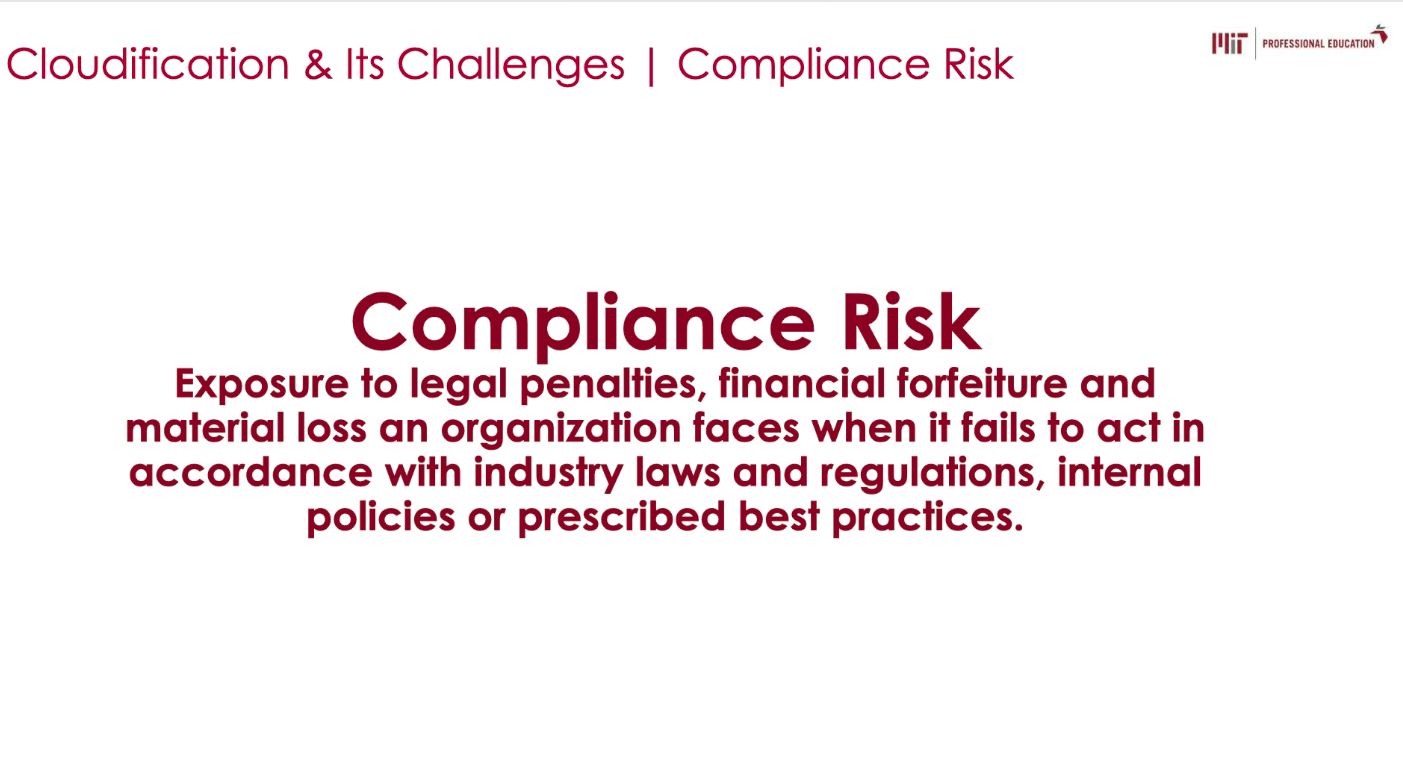 Cloudification & Its Challenges | Compliance Risk
MIT PROFESSIONAL EDUCATION
Compliance Risk
Exposure to legal penalties, financial forfeiture and
material loss an organization faces when it fails to act in
accordance with industry laws and regulations, internal
policies or prescribed best practices.